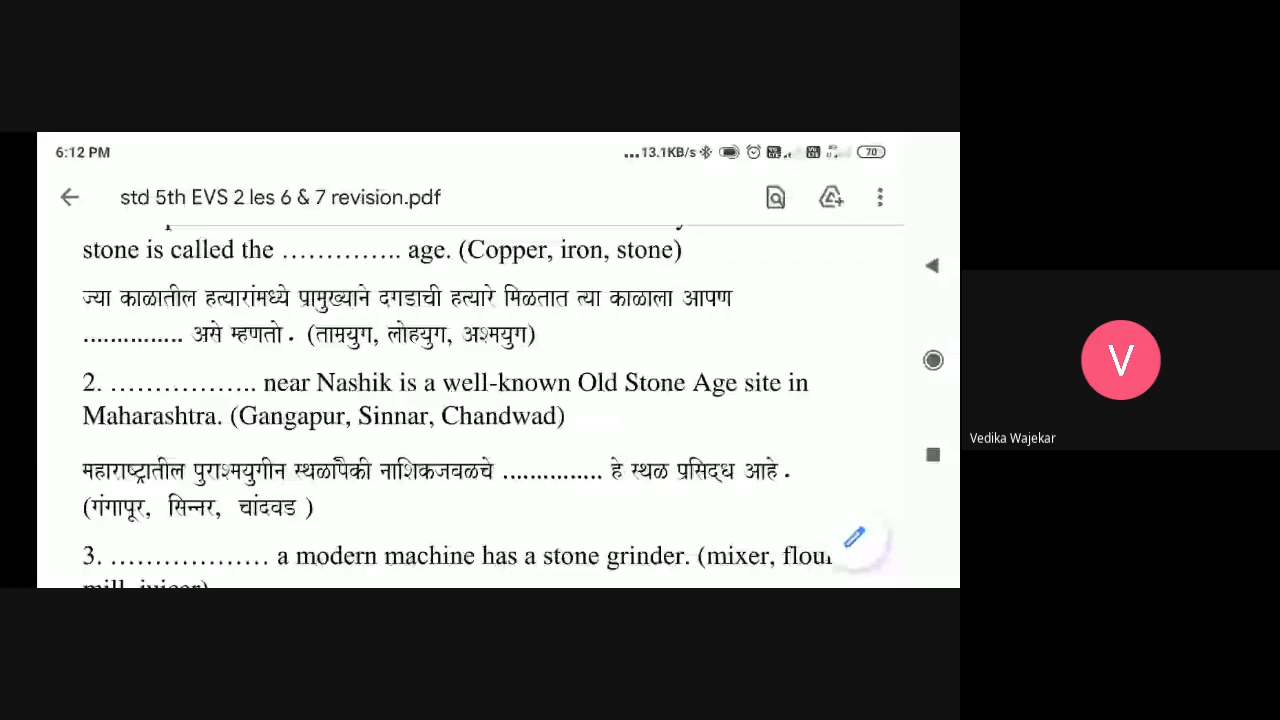 6:12 PM
...13.1KB/s 70
std 5th EVS 2 les 6 & 7 revision.pdf
stone is called the ………….. age. (Copper, iron, stone)
ज्या काळातील हत्यारांमध्ये प्रामुख्याने दगडाची हत्यारे मिळतात त्या काळाला आपण
............... असे म्हणतो. (ताम्रयुग, लोहयुग, अश्मयुग)
2. …………….. near Nashik is a well-known Old Stone Age site in
Maharashtra. (Gangapur, Sinnar, Chandwad)
महाराष्ट्रातील पुराश्मयुगीन स्थळांपैकी नाशिकजवळचे ............... हे स्थळ प्रसिद्ध आहे.
(गंगापूर, सिन्नर, चांदवड )
3. ……………… a modern machine has a stone grinder. (mixer, flour
mill, juicer)
V
Vedika Wajekar